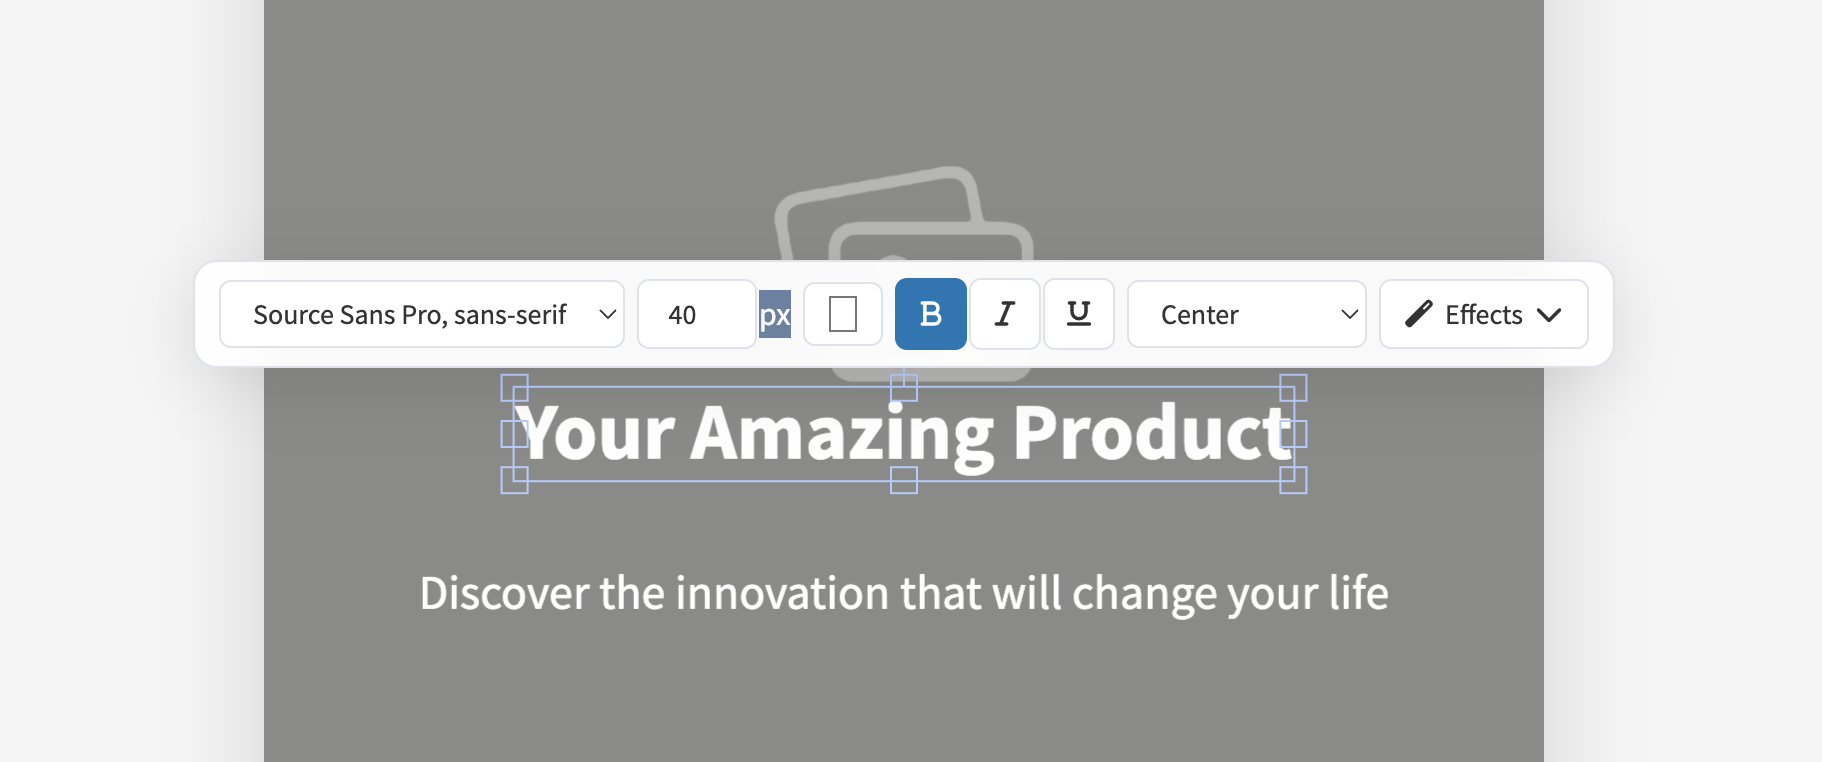 Source Sans Pro, sans-serif 40 px B I U Center Effects
Your Amazing Product
Discover the innovation that will change your life